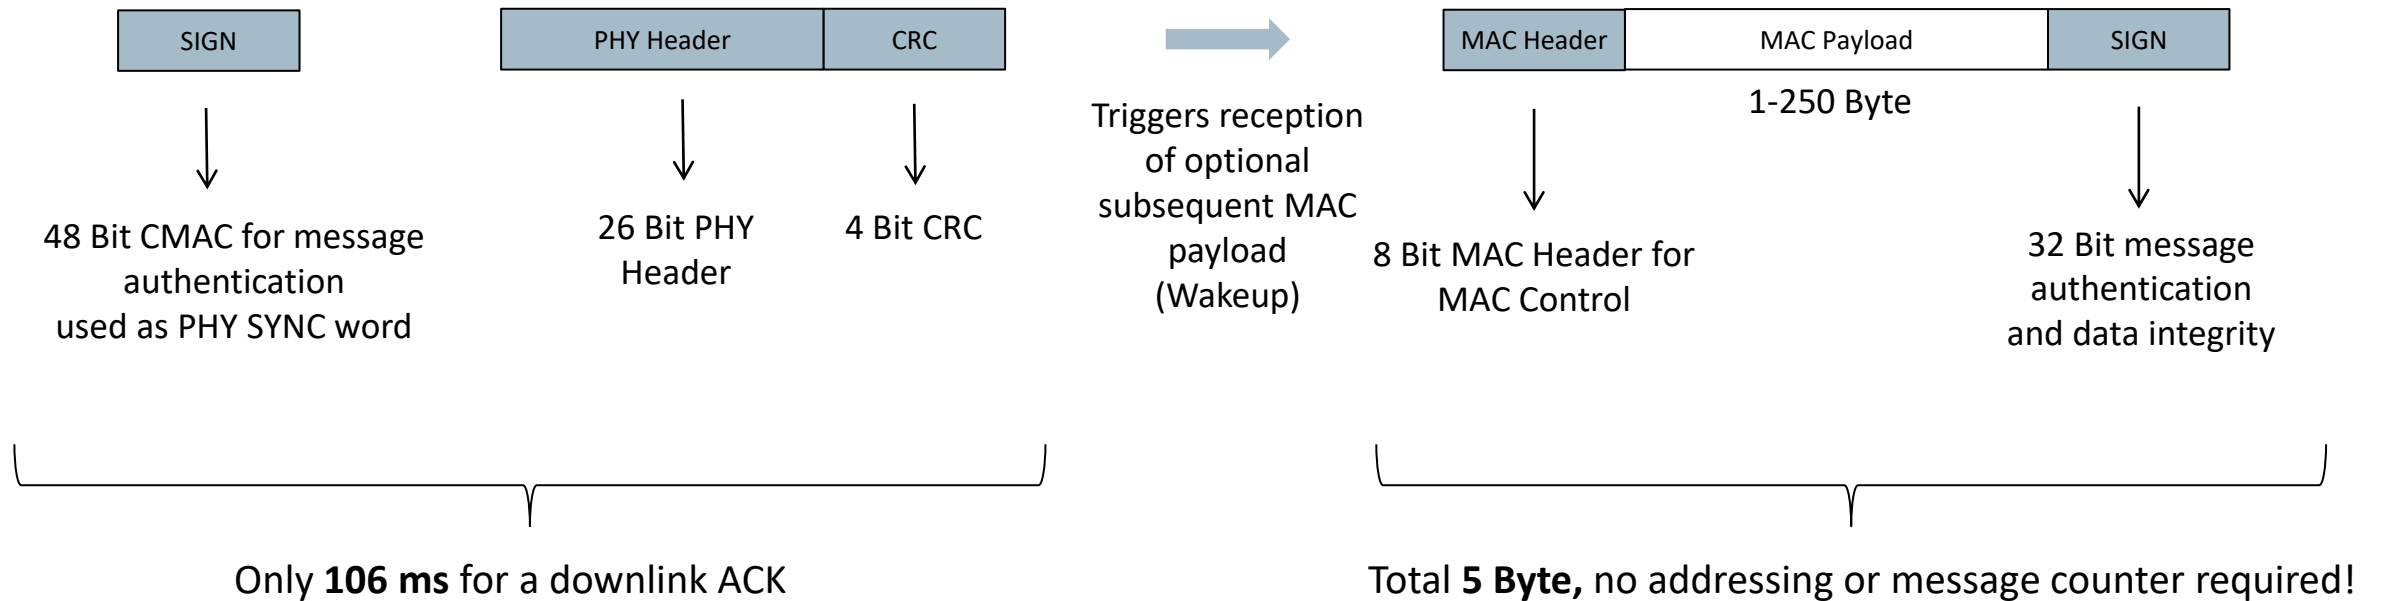 SIGN
PHY Header
CRC
MAC Header
MAC Payload
SIGN
1-250 Byte
48 Bit CMAC for message
authentication
used as PHY SYNC word
26 Bit PHY
Header
4 Bit CRC
Triggers reception
of optional
subsequent MAC
payload
(Wakeup)
8 Bit MAC Header for
MAC Control
32 Bit message
authentication
and data integrity
Only 106 ms for a downlink ACK
Total 5 Byte, no addressing or message counter required!